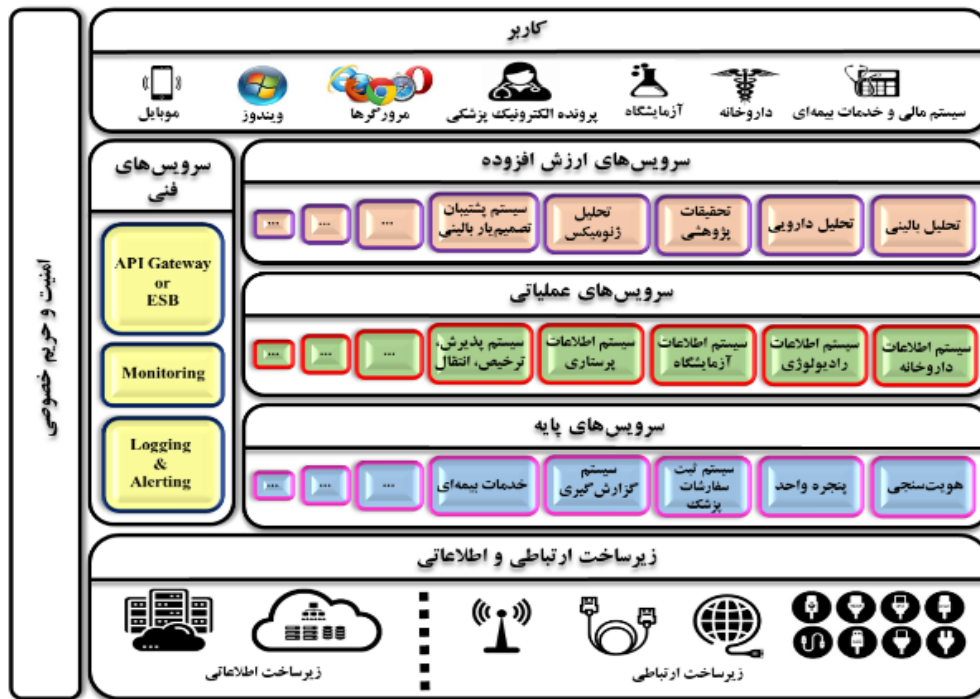 کاربر
سیستم مالی و خدمات بیمه‌ای
داروخانه
آزمایشگاه
پرونده الکترونیک پزشکی
مرورگرها
ویندوز
موبایل
امنیت و حریم خصوصی
سرویس‌های ارزش افزوده
تحلیل بالینی
تحلیل دارویی
تحقیقات
پژوهشی
تحلیل
ژنومیکس
سیستم پشتیبان
تصمیم‌یار بالینی
...
...
...
سرویس‌های عملیاتی
سیستم اطلاعات
داروخانه
سیستم اطلاعات
رادیولوژی
سیستم اطلاعات
آزمایشگاه
سیستم اطلاعات
پرستاری
سیستم پذیرش،
ترخیص، انتقال
...
...
...
سرویس‌های پایه
هویت‌سنجی
پنجره واحد
سیستم ثبت
سفارشات
پزشک
سیستم
گزارش‌گیری
خدمات بیمه‌ای
...
...
...
سرویس‌های
فنی
API Gateway
or
ESB
Monitoring
Logging
&
Alerting
زیرساخت ارتباطی و اطلاعاتی
زیرساخت ارتباطی
زیرساخت اطلاعاتی